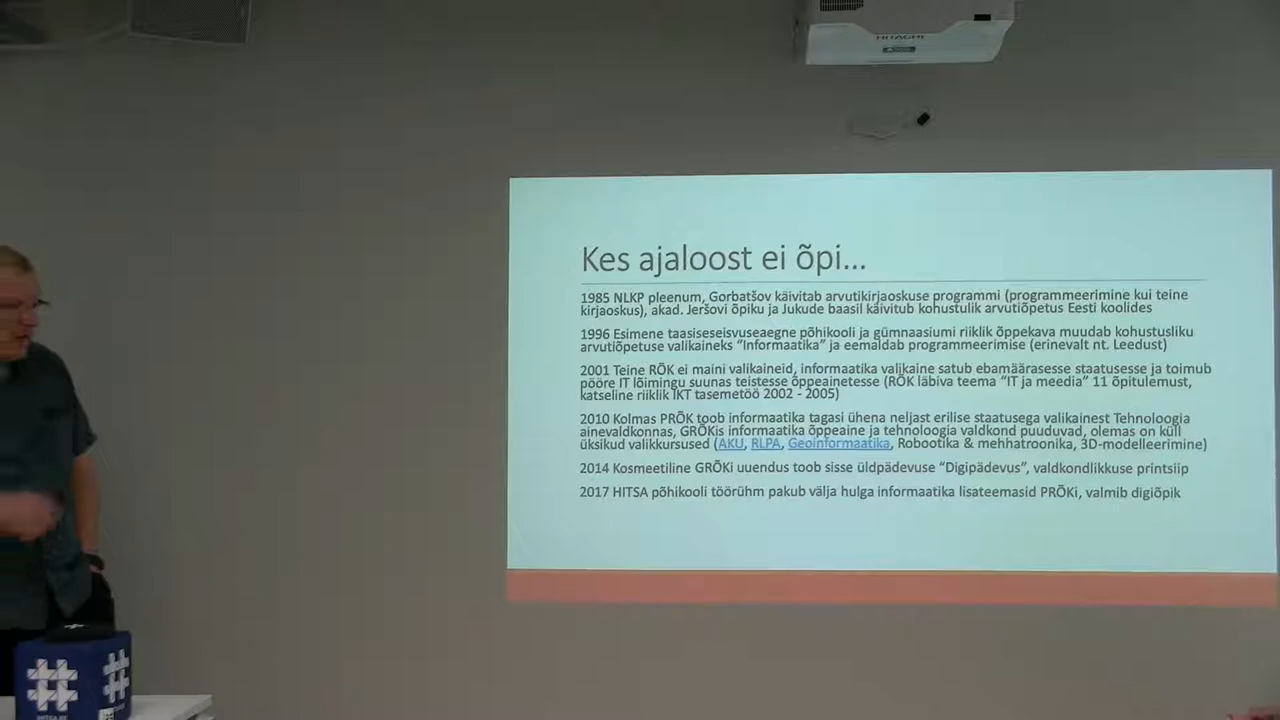 HITACHI
Kes ajaloost ei õpi...
1985 NLKP pleenum, Gorbatšov käivitab arvutikirjaoskuse programmi (programmeerimine kui teine
kirjaoskus), akad. Jeršovi õpiku ja Jukude baasil käivitub kohustulik arvutiõpetus Eesti koolides
1996 Esimene taasiseseisvuseaegne põhikooli ja gümnaasiumi riiklik õppekava muudab kohustusliku
arvutiõpetuse valikaineks “Informaatika” ja eemaldab programmeerimise (erinevalt nt. Leedust)
2001 Teine RÕK ei maini valikaineid, informaatika valikaine satub ebamäärasesse staatusesse ja toimub
pööre IT lõimingu suunas teistesse õppeainetesse (RÕK läbiva teema “IT ja meedia” 11 õpitulemust,
katseline riiklik IKT tasemetöö 2002 - 2005)
2010 Kolmas PRÕK toob informaatika tagasi ühena neljast erilise staatusega valikainest Tehnoloogia
ainevaldkonnas, GRÕKis informaatika õppeaine ja tehnoloogia valdkond puuduvad, olemas on küll
üksikud valikkursused (AKU, RLPA, Geoinformaatika, Robootika & mehhatroonika, 3D-modelleerimine)
2014 Kosmeetiline GRÕKi uuendus toob sisse üldpädevuse “Digipädevus”, valdkondlikkuse printsiip
2017 HITSA põhikooli töörühm pakub välja hulga informaatika lisateemasid PRÕKi, valmib digiõpik
HITSA